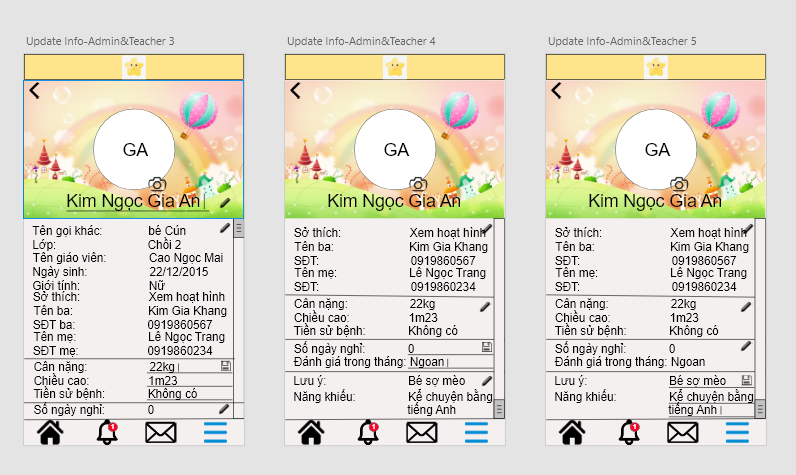 Update Info-Admin&Teacher 3
GA
Kim Ngọc Gia An
Tên gọi khác: bé Cún
Lớp: Chồi 2
Tên giáo viên: Cao Ngọc Mai
Ngày sinh: 22/12/2015
Giới tính: Nữ
Sở thích: Xem hoạt hình
Tên ba: Kim Gia Khang
SĐT ba: 0919860567
Tên mẹ: Lê Ngọc Trang
SĐT mẹ: 0919860234
Cân nặng: 22kg
Chiều cao: 1m23
Tiền sử bệnh: Không có
Số ngày nghỉ: 0
1
Update Info-Admin&Teacher 4
GA
Kim Ngọc Gia An
Sở thích: Xem hoạt hình
Tên ba: Kim Gia Khang
SĐT: 0919860567
Tên mẹ: Lê Ngọc Trang
SĐT: 0919860234
Cân nặng: 22kg
Chiều cao: 1m23
Tiền sử bệnh: Không có
Số ngày nghỉ: 0
Đánh giá trong tháng: Ngoan
Lưu ý: Bé sợ mèo
Năng khiếu: Kể chuyện bằng
tiếng Anh
1
Update Info-Admin&Teacher 5
GA
Kim Ngọc Gia An
Sở thích: Xem hoạt hình
Tên ba: Kim Gia Khang
SĐT: 0919860567
Tên mẹ: Lê Ngọc Trang
SĐT: 0919860234
Cân nặng: 22kg
Chiều cao: 1m23
Tiền sử bệnh: Không có
Số ngày nghỉ: 0
Đánh giá trong tháng: Ngoan
Lưu ý: Bé sợ mèo
Năng khiếu: Kể chuyện bằng
tiếng Anh
1